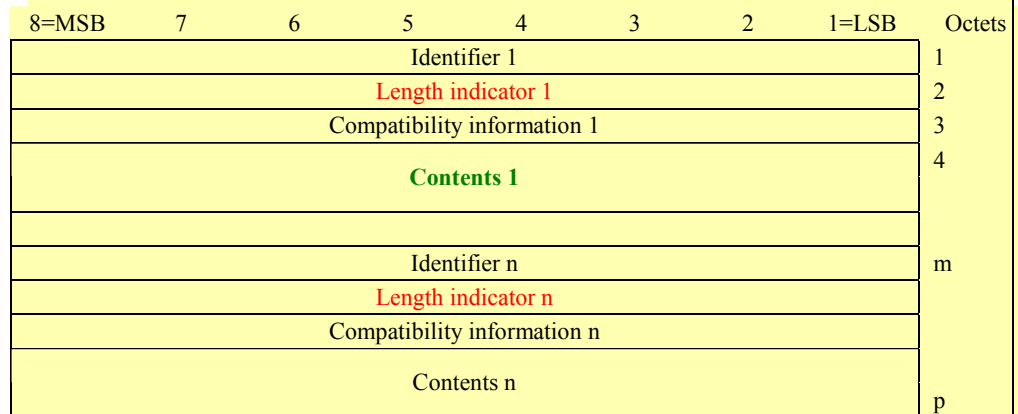 8=MSB 7 6 5 4 3 2 1=LSB Octets
Identifier 1 1
Length indicator 1 2
Compatibility information 1 3
4
Contents 1
Identifier n m
Length indicator n
Compatibility information n
Contents n
p